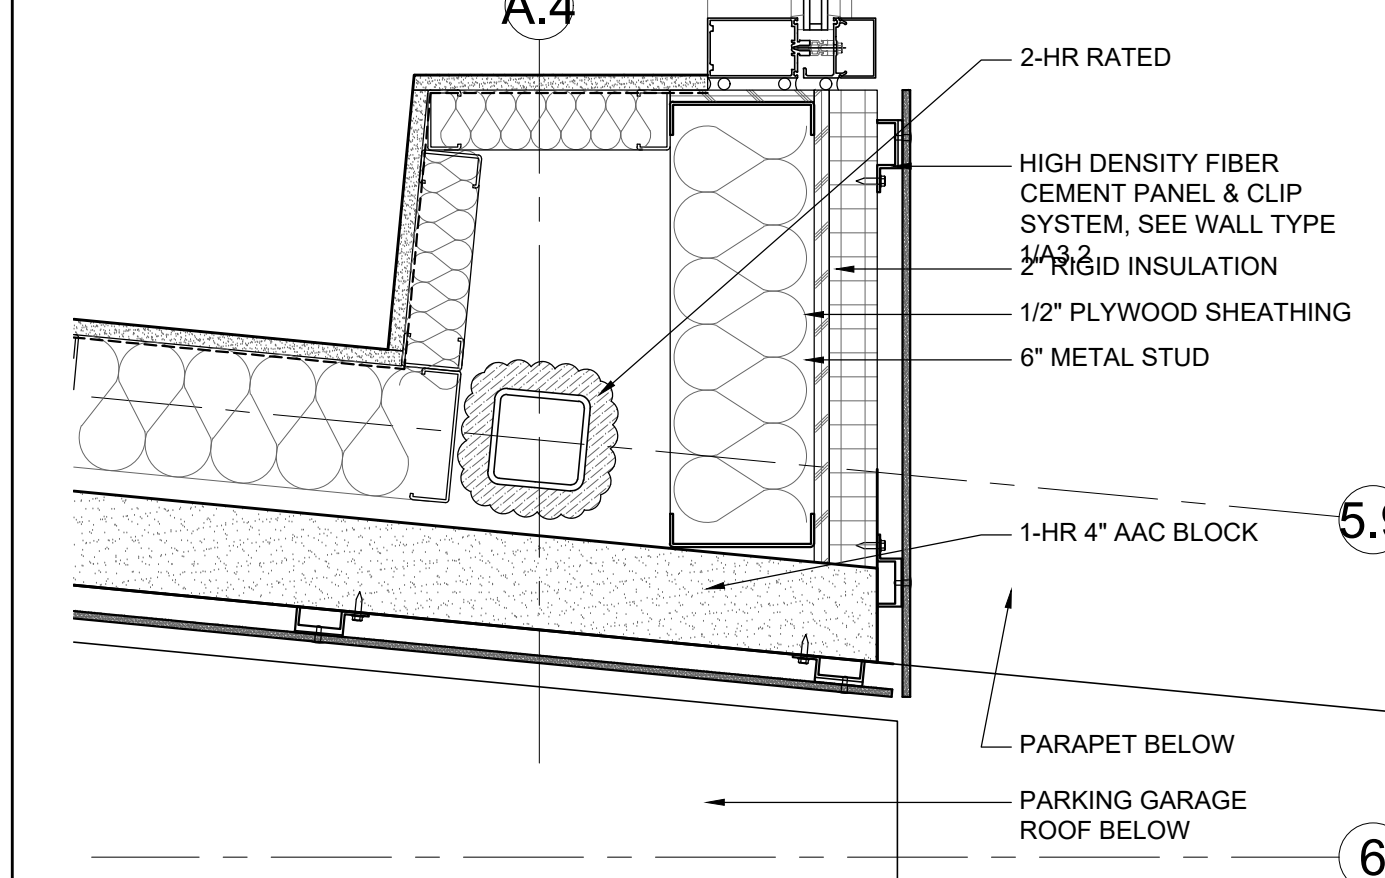 A.4
2-HR RATED
HIGH DENSITY FIBER
CEMENT PANEL & CLIP
SYSTEM, SEE WALL TYPE
1/A3.2
2" RIGID INSULATION
1/2" PLYWOOD SHEATHING
6" METAL STUD
5.9
1-HR 4" AAC BLOCK
PARAPET BELOW
PARKING GARAGE
ROOF BELOW
6